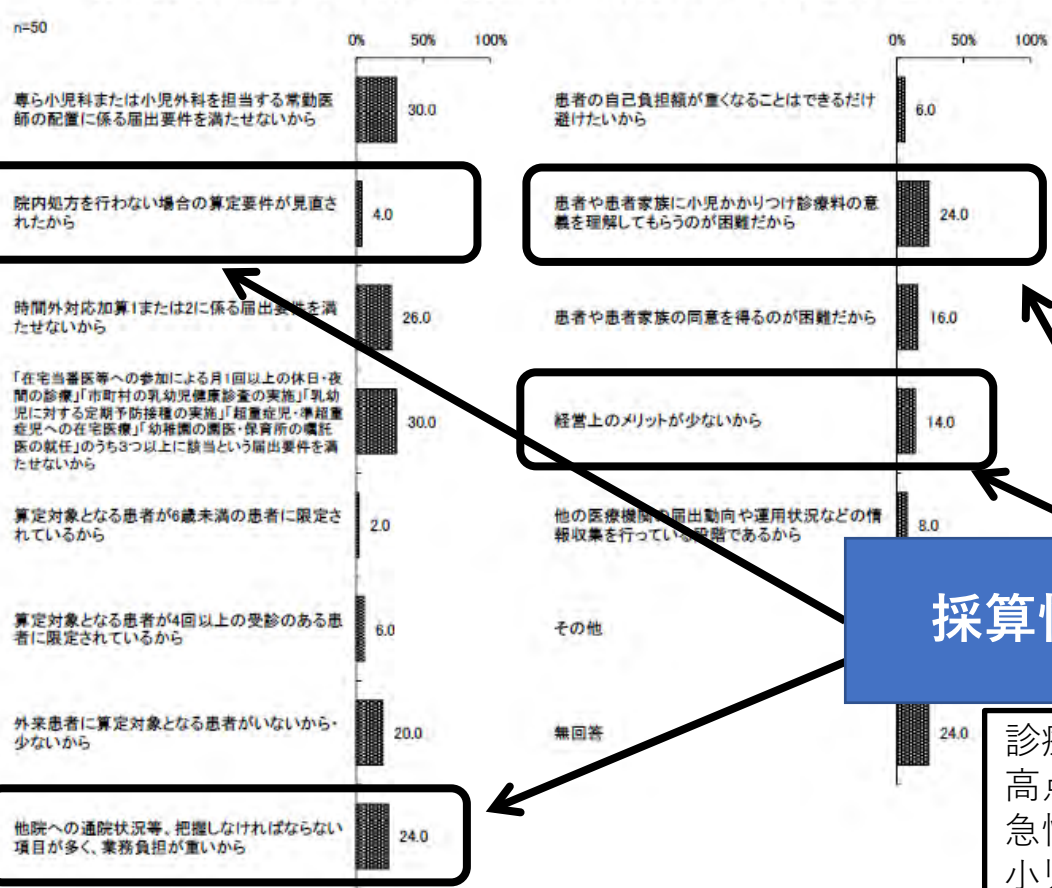 n=50
0% 50% 100%
専ら小児科または小児外科を担当する常勤医
師の配置に係る届出要件を満たせないから
30.0
院内処方を行わない場合の算定要件が見直さ
れたから
4.0
時間外対応加算1または2に係る届出要件を満
たせないから
26.0
「在宅当番医等への参加による月1回以上の休日・夜
間の診療」「市町村の乳幼児健康診査の実施」「乳幼
児に対する定期予防接種の実施」「超重症児・準超重
症児への在宅医療」「幼稚園の園医・保育所の嘱託
医の就任」のうち3つ以上に該当という届出要件を満
たせないから
30.0
算定対象となる患者が6歳未満の患者に限定さ
れているから
2.0
算定対象となる患者が4回以上の受診のある患
者に限定されているから
6.0
外来患者に算定対象となる患者がいないから・
少ないから
20.0
他院への通院状況等、把握しなければならない
項目が多く、業務負担が重いから
24.0
0% 50% 100%
患者の自己負担額が重くなることはできるだけ
避けたいから
6.0
患者や患者家族に小児かかりつけ診療料の意
義を理解してもらうのが困難だから
24.0
患者や患者家族の同意を得るのが困難だから
16.0
経営上のメリットが少ないから
14.0
他の医療機関の届出動向や運用状況などの情
報収集を行っている段階であるから
8.0
その他
無回答
24.0
採算
診療
高点
急性
小児